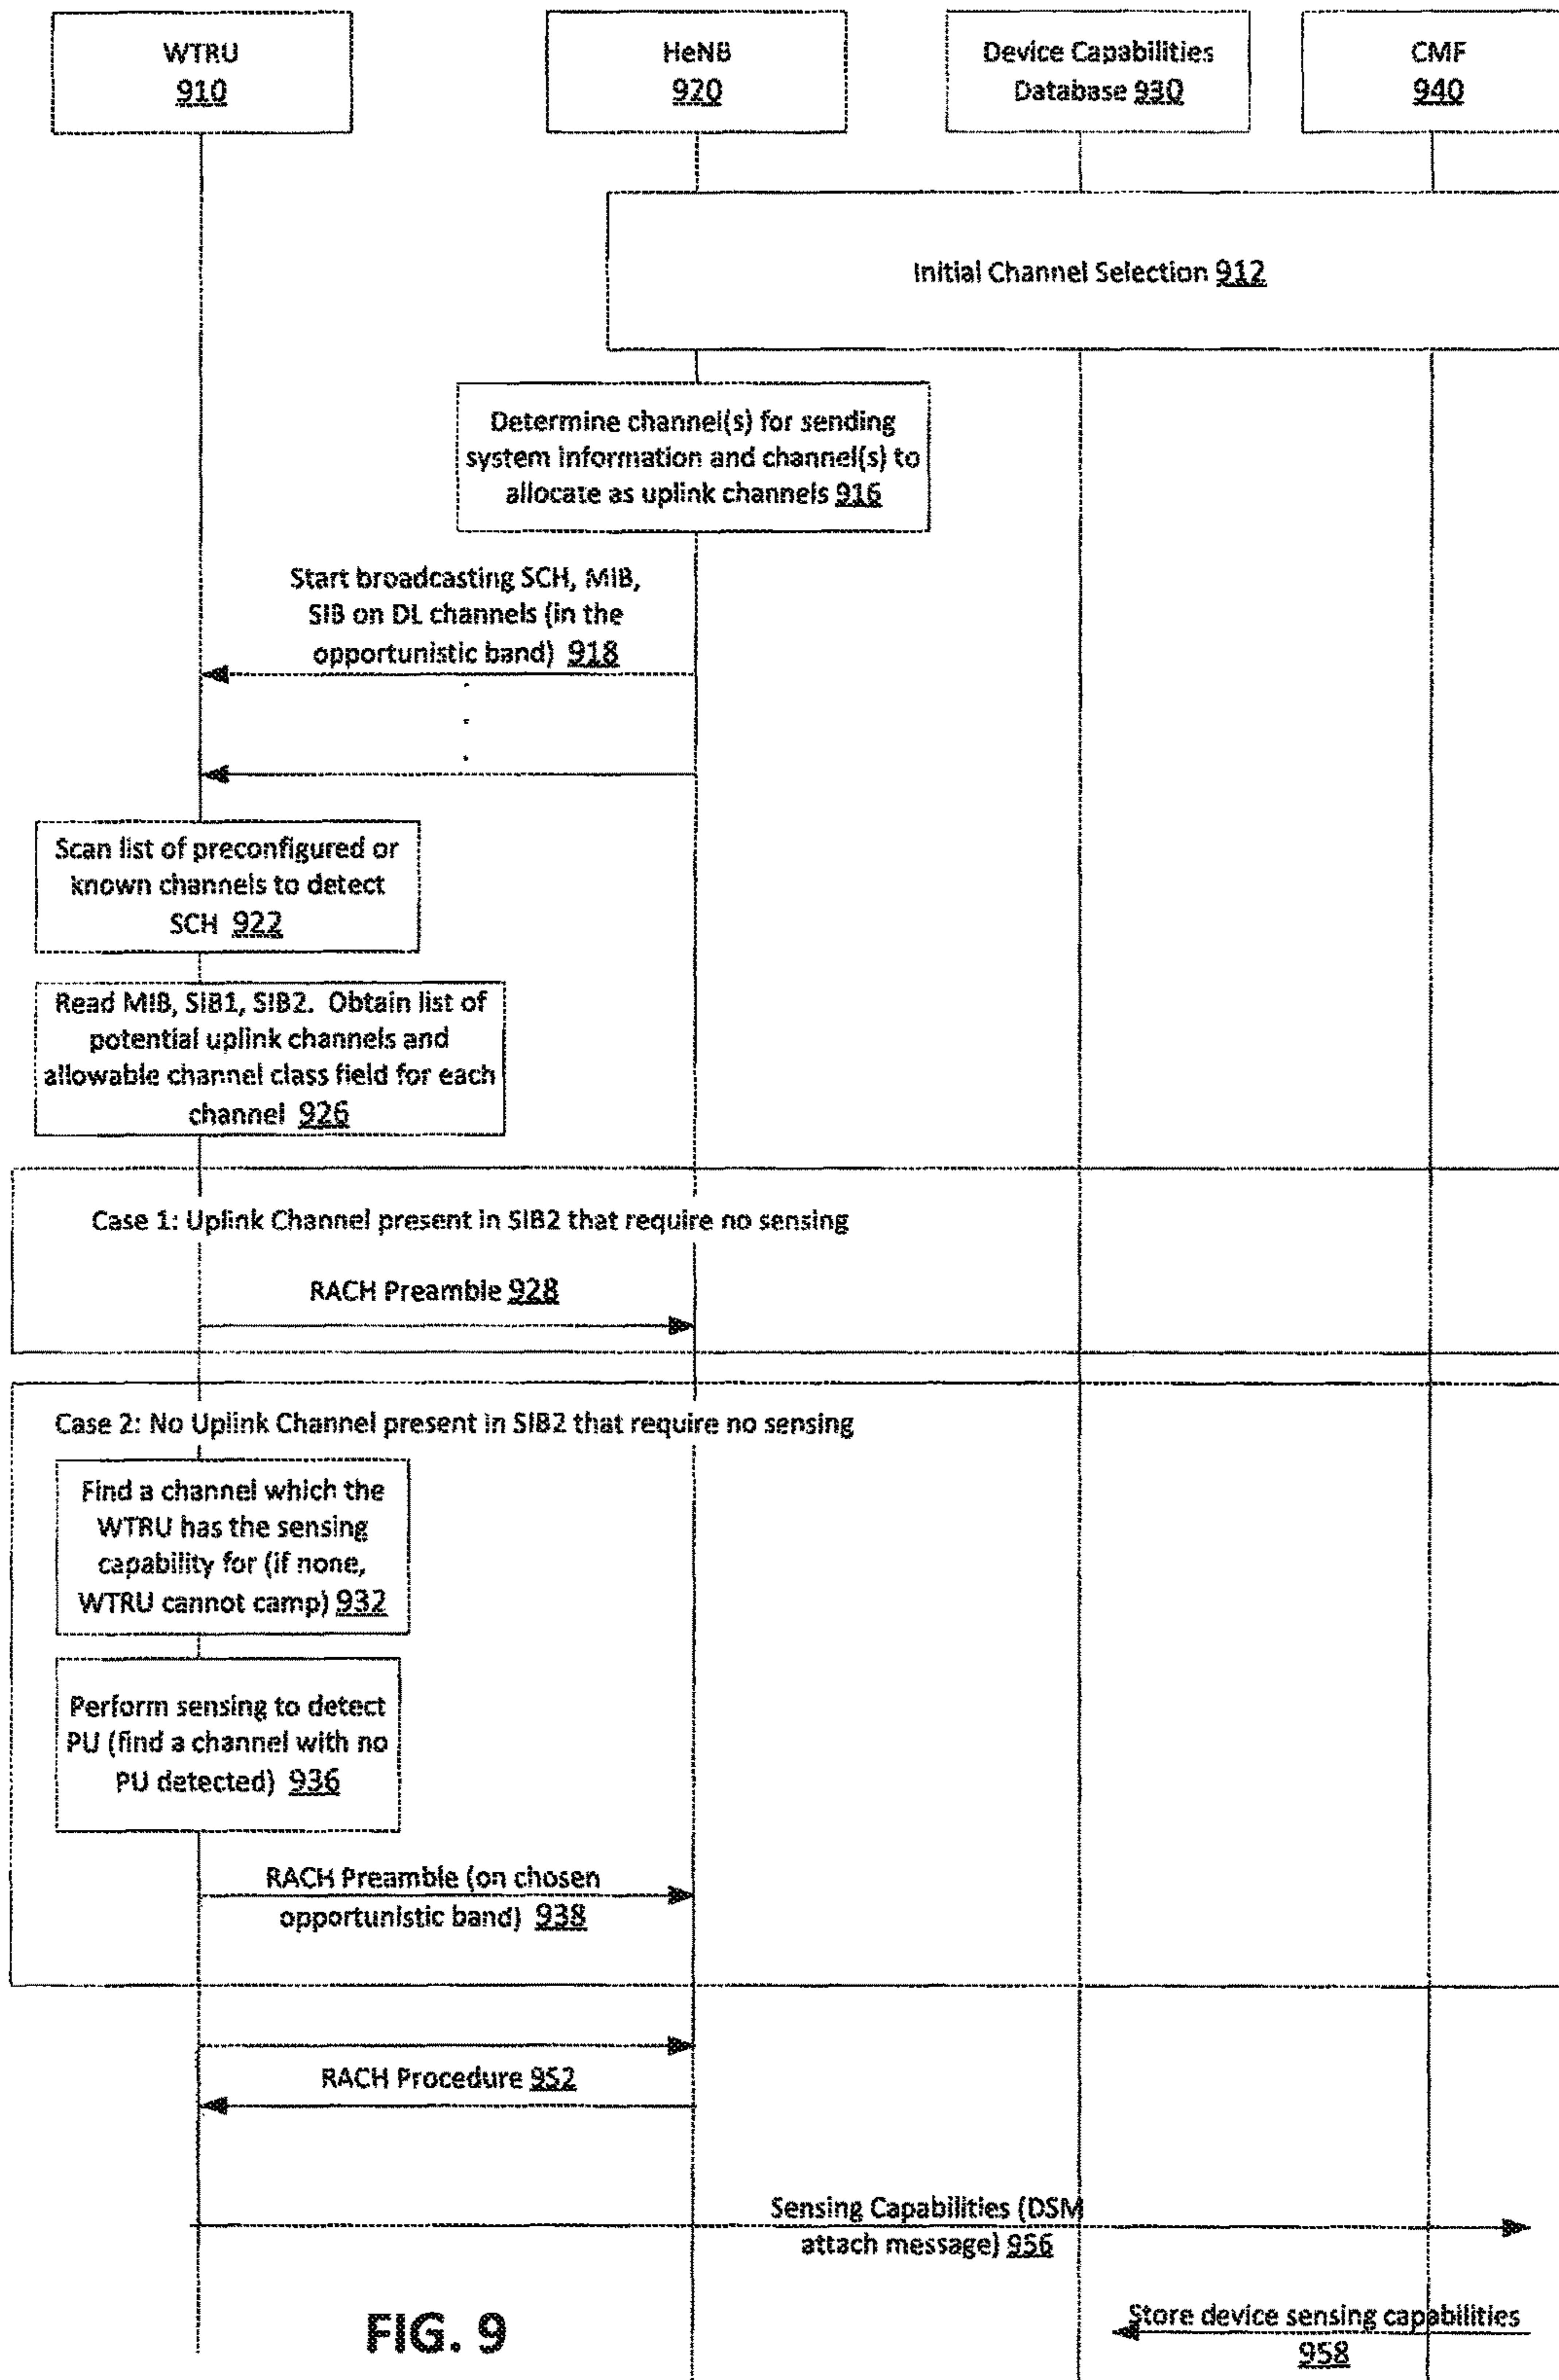 WTRU
910
HeNB
920
Device Capabilities
Database 930
CMF
940
Initial Channel Selection 912
Determine channel(s) for sending
system information and channel(s) to
allocate as uplink channels 916
Start broadcasting SCH, MIB,
SIB on DL channels (in the
opportunistic band) 918
Scan list of preconfigured or
known channels to detect
SCH 922
Read MIB, SIB1, SIB2. Obtain list of
potential uplink channels and
allowable channel class field for each
channel 926
Case 1: Uplink Channel present in SIB2 that require no sensing
RACH Preamble 928
Case 2: No Uplink Channel present in SIB2 that require no sensing
Find a channel which the
WTRU has the sensing
capability for (if none,
WTRU cannot camp) 932
Perform sensing to detect
PU (find a channel with no
PU detected) 936
RACH Preamble (on chosen
opportunistic band) 938
RACH Procedure 952
Sensing Capabilities (DSM
attach message) 956
Store device sensing capabilities
958
FIG. 9